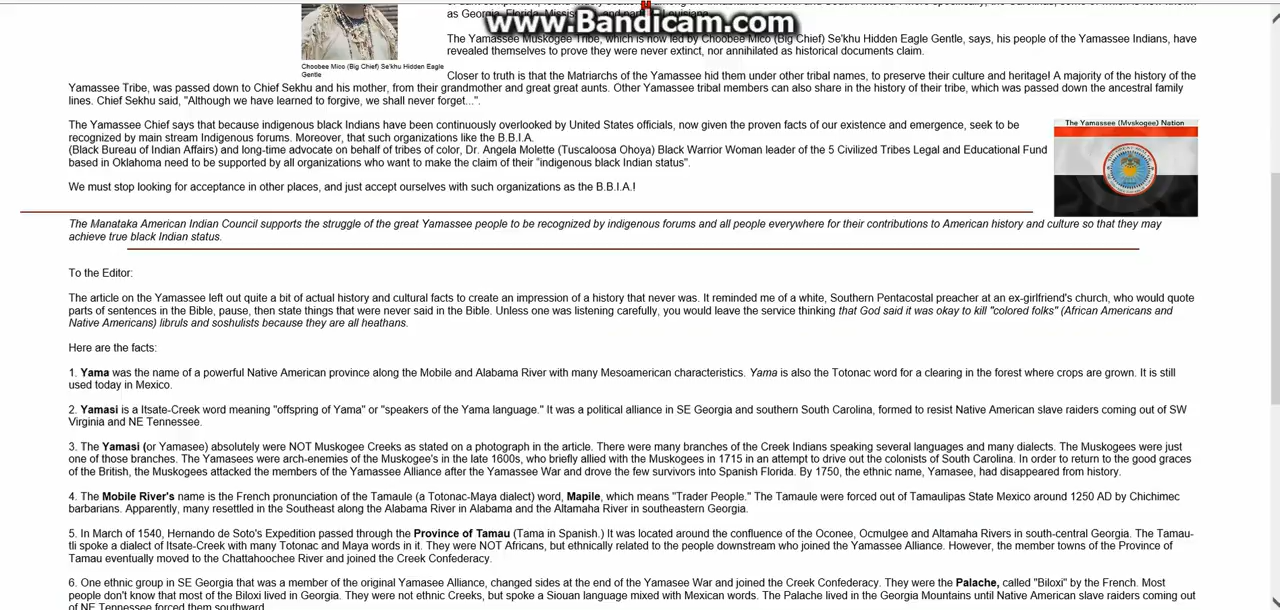 www.Bandicam.com
as Georgia, Florida, Missis and par Louisiana.
The Yamassee Muskogee Tribe, which is now led by Choobee Mico (Big Chief) Se'khu Hidden Eagle Gentle, says, his people of the Yamassee Indians, have
revealed themselves to prove they were never extinct, nor annihilated as historical documents claim.
Choobee Mico (Big Chief) Se'khu Hidden Eagle
Gentle
Closer to truth is that the Matriarchs of the Yamassee hid them under other tribal names, to preserve their culture and heritage! A majority of the history of the
Yamassee Tribe, was passed down to Chief Sekhu and his mother, from their grandmother and great great aunts. Other Yamassee tribal members can also share in the history of their tribe, which was passed down the ancestral family
lines. Chief Sekhu said, "Although we have learned to forgive, we shall never forget...".
The Yamassee Chief says that because indigenous black Indians have been continuously overlooked by United States officials, now given the proven facts of our existence and emergence, seek to be
recognized by main stream Indigenous forums. Moreover, that such organizations like the B.B.I.A.
(Black Bureau of Indian Affairs) and long-time advocate on behalf of tribes of color, Dr. Angela Molette (Tuscaloosa Ohoya) Black Warrior Woman leader of the 5 Civilized Tribes Legal and Educational Fund
based in Oklahoma need to be supported by all organizations who want to make the claim of their "indigenous black Indian status".
The Yamassee (Mvskogee) Nation
We must stop looking for acceptance in other places, and just accept ourselves with such organizations as the B.B.I.A.!
The Manataka American Indian Council supports the struggle of the great Yamassee people to be recognized by indigenous forums and all people everywhere for their contributions to American history and culture so that they may
achieve true black Indian status.
To the Editor:
The article on the Yamassee left out quite a bit of actual history and cultural facts to create an impression of a history that never was. It reminded me of a white, Southern Pentacostal preacher at an ex-girlfriend's church, who would quote
parts of sentences in the Bible, pause, then state things that were never said in the Bible. Unless one was listening carefully, you would leave the service thinking that God said it was okay to kill "colored folks" (African Americans and
Native Americans) libruls and soshulists because they are all heathans.
Here are the facts:
1. Yama was the name of a powerful Native American province along the Mobile and Alabama River with many Mesoamerican characteristics. Yama is also the Totonac word for a clearing in the forest where crops are grown. It is still
used today in Mexico.
2. Yamasi is a Itsate-Creek word meaning "offspring of Yama" or "speakers of the Yama language." It was a political alliance in SE Georgia and southern South Carolina, formed to resist Native American slave raiders coming out of SW
Virginia and NE Tennessee.
3. The Yamasi (or Yamasee) absolutely were NOT Muskogee Creeks as stated on a photograph in the article. There were many branches of the Creek Indians speaking several languages and many dialects. The Muskogees were just
one of those branches. The Yamasees were arch-enemies of the Muskogee's in the late 1600s, who briefly allied with the Muskogees in 1715 in an attempt to drive out the colonists of South Carolina. In order to return to the good graces
of the British, the Muskogees attacked the members of the Yamassee Alliance after the Yamassee War and drove the few survivors into Spanish Florida. By 1750, the ethnic name, Yamasee, had disappeared from history.
4. The Mobile River's name is the French pronunciation of the Tamaule (a Totonac-Maya dialect) word, Mapile, which means "Trader People." The Tamaule were forced out of Tamaulipas State Mexico around 1250 AD by Chichimec
barbarians. Apparently, many resettled in the Southeast along the Alabama River in Alabama and the Altamaha River in southeastern Georgia.
5. In March of 1540, Hernando de Soto's Expedition passed through the Province of Tamau (Tama in Spanish.) It was located around the confluence of the Oconee, Ocmulgee and Altamaha Rivers in south-central Georgia. The Tamau-
tli spoke a dialect of Itsate-Creek with many Totonac and Maya words in it. They were NOT Africans, but ethnically related to the people downstream who joined the Yamassee Alliance. However, the member towns of the Province of
Tamau eventually moved to the Chattahoochee River and joined the Creek Confederacy.
6. One ethnic group in SE Georgia that was a member of the original Yamasee Alliance, changed sides at the end of the Yamasee War and joined the Creek Confederacy. They were the Palache, called "Biloxi" by the French. Most
people don't know that most of the Biloxi lived in Georgia. They were not ethnic Creeks, but spoke a Siouan language mixed with Mexican words. The Palache lived in the Georgia Mountains until Native American slave raiders coming out
of NE Tennessee forced them southward.